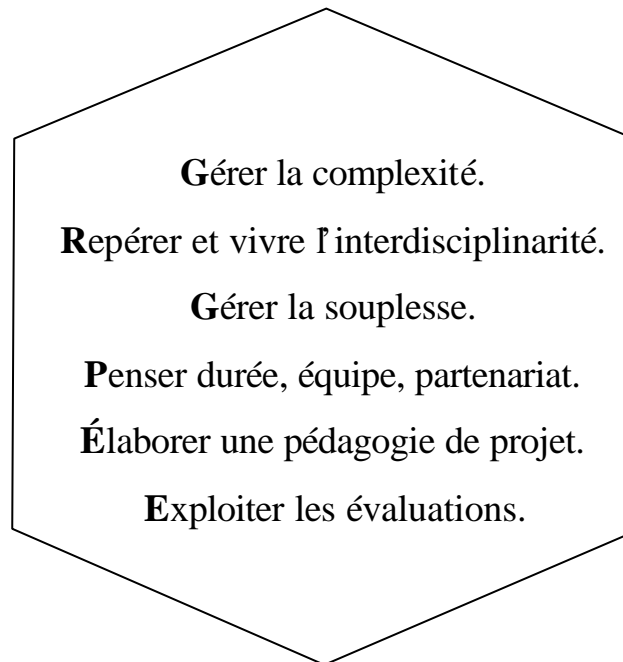 Gérer la complexité.
Repérer et vivre l'interdisciplinarité.
Gérer la souplesse.
Penser durée, équipe, partenariat.
Élaborer une pédagogie de projet.
Exploiter les évaluations.